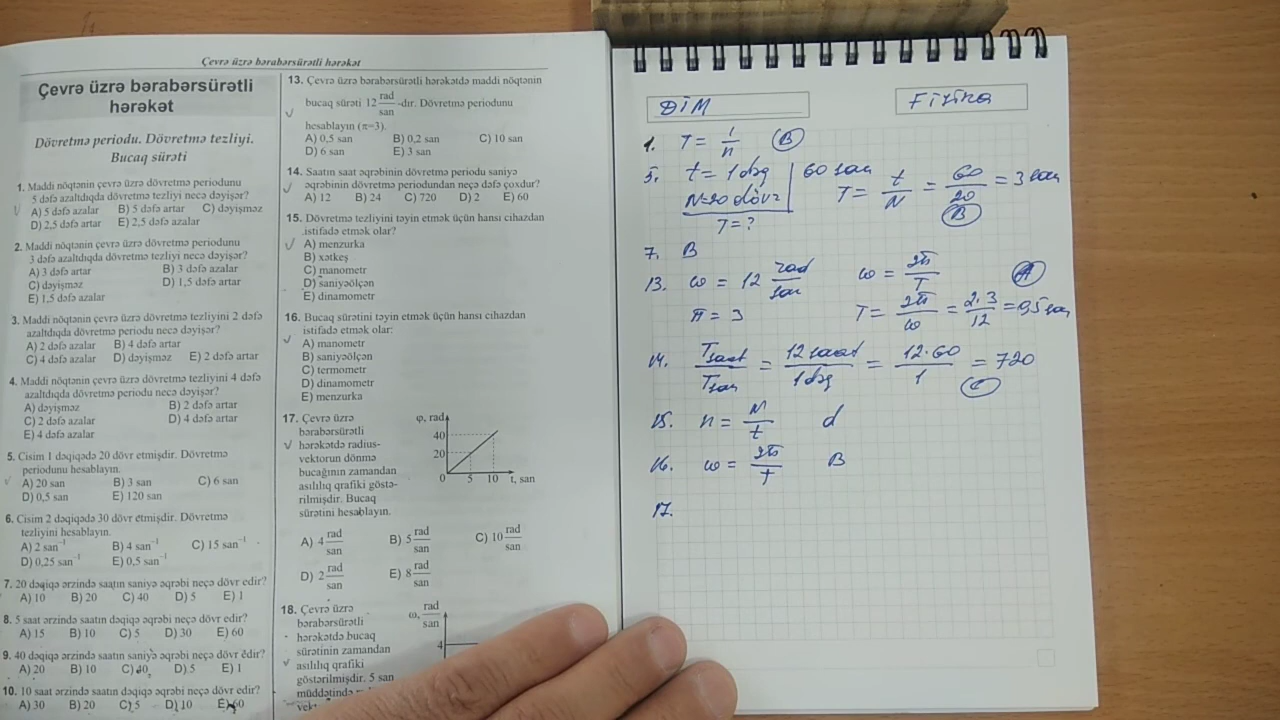 Çevrə üzrə bərabərsürətli hərəkət
Çevrə üzrə bərabərsürətli
hərəkət
Dövretmə periodu. Dövretmə tezliyi.
Bucaq sürəti
1. Maddi nöqtənin çevrə üzrə dövretmə periodunu
5 dəfə azaltdıqda dövretmə tezliyi necə dəyişər?
A) 5 dəfə azalar B) 5 dəfə artar C) dəyişməz
D) 2,5 dəfə artar E) 2,5 dəfə azalar
2. Maddi nöqtənin çevrə üzrə dövretmə periodunu
3 dəfə azaltdıqda dövretmə tezliyi necə dəyişər?
A) 3 dəfə artar B) 3 dəfə azalar
C) dəyişməz D) 1,5 dəfə artar
E) 1,5 dəfə azalar
3. Maddi nöqtənin çevrə üzrə dövretmə tezliyini 2 dəfə
azaltdıqda dövretmə periodu necə dəyişər?
A) 2 dəfə azalar B) 4 dəfə artar
C) 4 dəfə azalar D) dəyişməz E) 2 dəfə artar
4. Maddi nöqtənin çevrə üzrə dövretmə tezliyini 4 dəfə
azaltdıqda dövretmə periodu necə dəyişər?
A) dəyişməz B) 2 dəfə artar
C) 2 dəfə azalar D) 4 dəfə artar
E) 4 dəfə azalar
5. Cisim 1 dəqiqədə 20 dövr etmişdir. Dövretmə
periodunu hesablayın.
A) 20 san B) 3 san C) 6 san
D) 0,5 san E) 120 san
6. Cisim 2 dəqiqədə 30 dövr etmişdir. Dövretmə
tezliyini hesablayın.
A) 2 san⁻¹ B) 4 san⁻¹ C) 15 san⁻¹
D) 0,25 san⁻¹ E) 0,5 san⁻¹
7. 20 dəqiqə ərzində saatın saniyə əqrəbi neçə dövr edir?
A) 10 B) 20 C) 40 D) 5 E) 1
8. 5 saat ərzində saatın dəqiqə əqrəbi neçə dövr edir?
A) 15 B) 10 C) 5 D) 30 E) 60
9. 40 dəqiqə ərzində saatın saniyə əqrəbi neçə dövr edir?
A) 20 B) 10 C) 40 D) 5 E) 1
10. 10 saat ərzində saatın dəqiqə əqrəbi neçə dövr edir?
A) 30 B) 20 C) 5 D) 10 E) 60
13. Çevrə üzrə bərabərsürətli hərəkətdə maddi nöqtənin
bucaq sürəti 12 rad/san -dır. Dövretmə periodunu
hesablayın (π=3).
A) 0,5 san B) 0,2 san C) 10 san
D) 6 san E) 3 san
14. Saatın saat əqrəbinin dövretmə periodu saniyə
əqrəbinin dövretmə periodundan neçə dəfə çoxdur?
A) 12 B) 24 C) 720 D) 2 E) 60
15. Dövretmə tezliyini təyin etmək üçün hansı cihazdan
istifadə etmək olar?
A) menzurka
B) xətkeş
C) manometr
D) saniyəölçən
E) dinamometr
16. Bucaq sürətini təyin etmək üçün hansı cihazdan
istifadə etmək olar:
A) manometr
B) saniyəölçən
C) termometr
D) dinamometr
E) menzurka
17. Çevrə üzrə
bərabərsürətli
hərəkətdə radius-
vektorun dönmə
bucağının zamandan
asılılıq qrafiki göstə-
rilmişdir. Bucaq
sürətini hesablayın.
φ, rad
40
20
0 5 10 t, san
A) 4 rad/san B) 5 rad/san C) 10 rad/san
D) 2 rad/san E) 8 rad/san
18. Çevrə üzrə
bərabərsürətli
hərəkətdə bucaq
sürətinin zamandan
asılılıq qrafiki
göstərilmişdir. 5 san
müddətində
vekt
ω, rad/san
4
DİM
Fizika
1. T = 1/n B
5. t = 1 dəq 60 san T = t/N = 60/20 = 3 san
N=20 dövr B
T = ?
7. B
13. ω = 12 rad/san ω = 2π/T A
π = 3 T = 2π/ω = 2·3/12 = 0,5 san
14. Tsaat/Tsan = 12 saat/1 dəq = 12·60/1 = 720
C
15. n = N/t d
16. ω = 2π/T B
17.